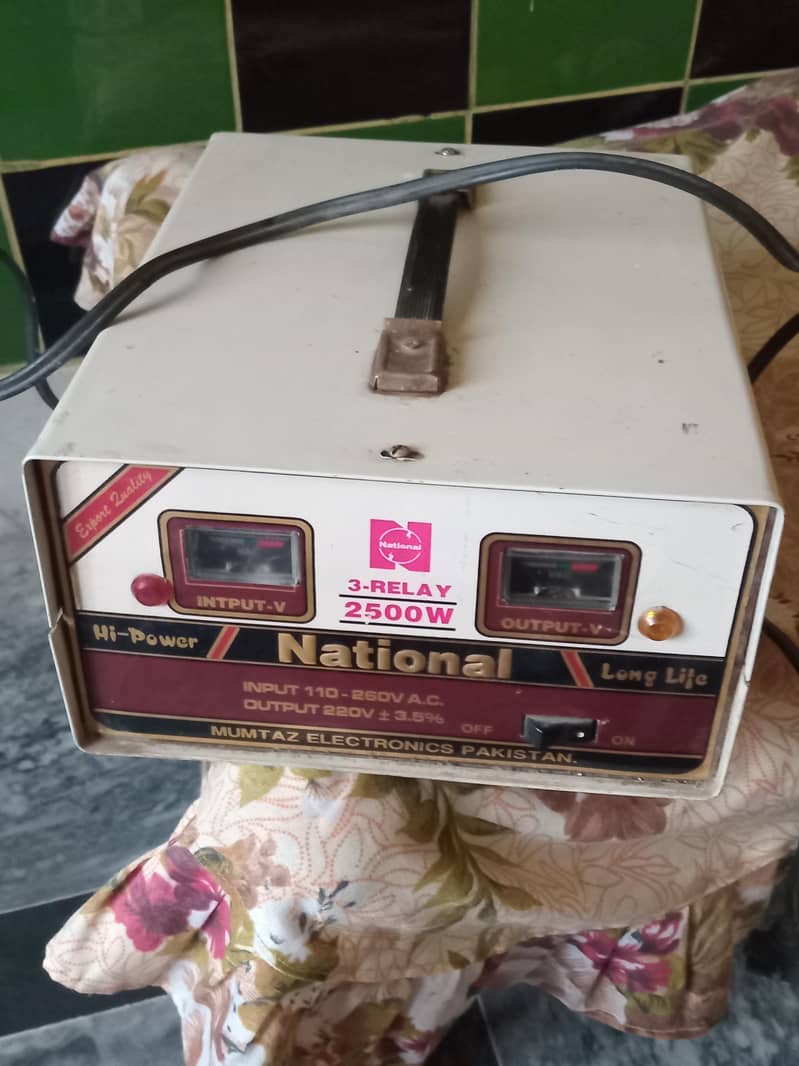 Export Quality
National
3-RELAY
2500W
INTPUT-V
OUTPUT-V
Hi-Power
National
Long Life
INPUT 110 - 260V A.C.
OUTPUT 220V ± 3.5%
OFF
ON
MUMTAZ ELECTRONICS PAKISTAN.